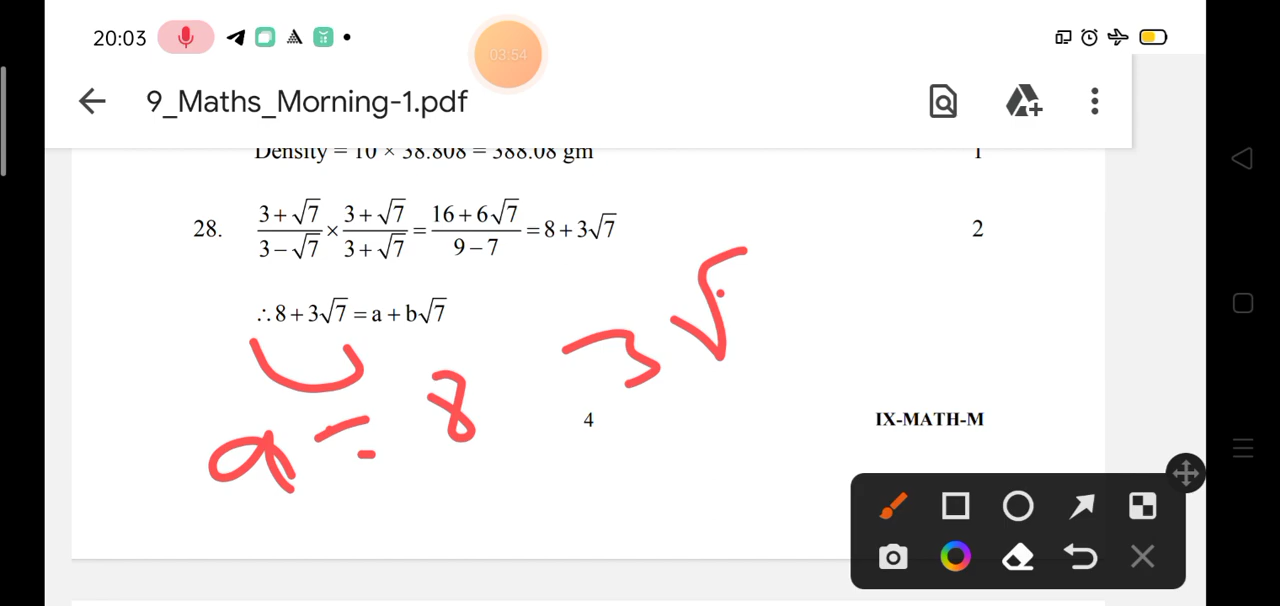 20:03
03:54
9_Maths_Morning-1.pdf
Density = 10 × 38.808 = 388.08 gm 1
28. (3+√7)/(3−√7) × (3+√7)/(3+√7) = (16+6√7)/(9−7) = 8+3√7 2
∴ 8+3√7 = a+b√7
3√
a = 8
4 IX-MATH-M